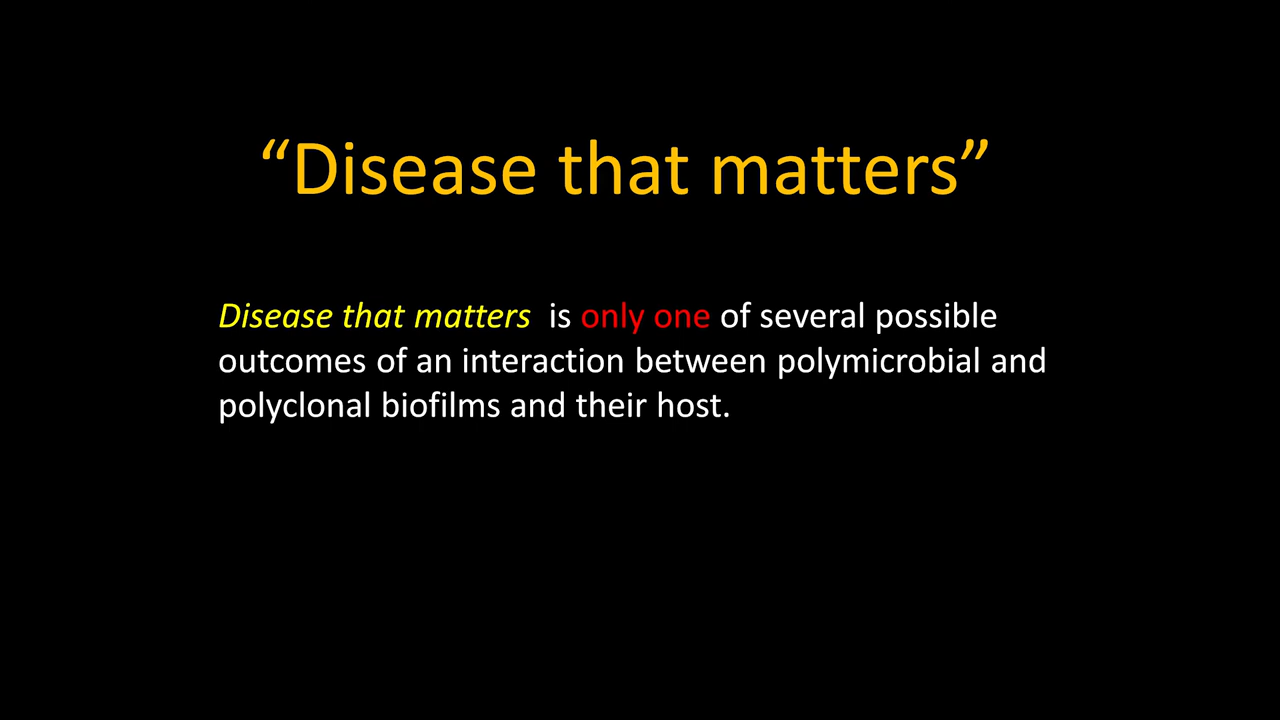 “Disease that matters”
Disease that matters is only one of several possible
outcomes of an interaction between polymicrobial and
polyclonal biofilms and their host.